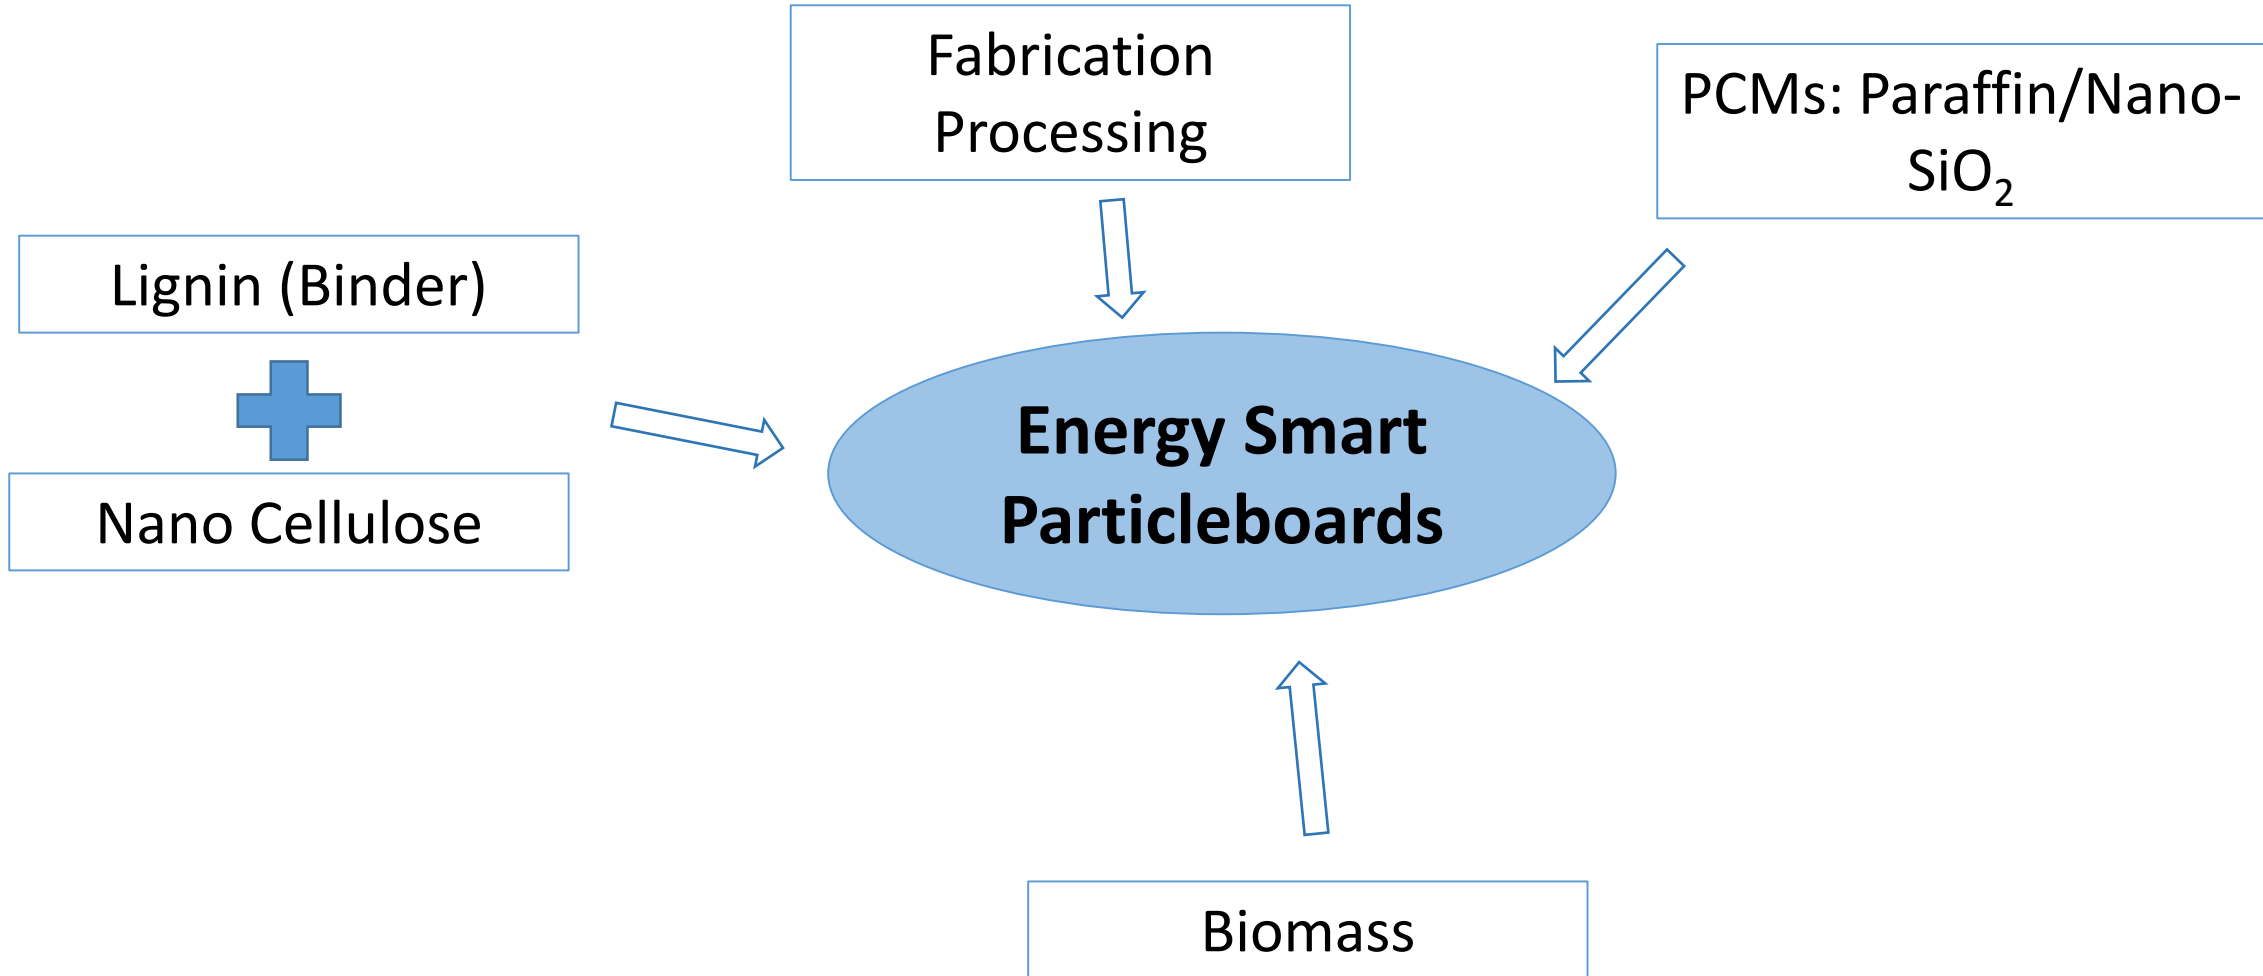 Fabrication
Processing
PCMs: Paraffin/Nano-
SiO₂
Lignin (Binder)
Nano Cellulose
Energy Smart
Particleboards
Biomass